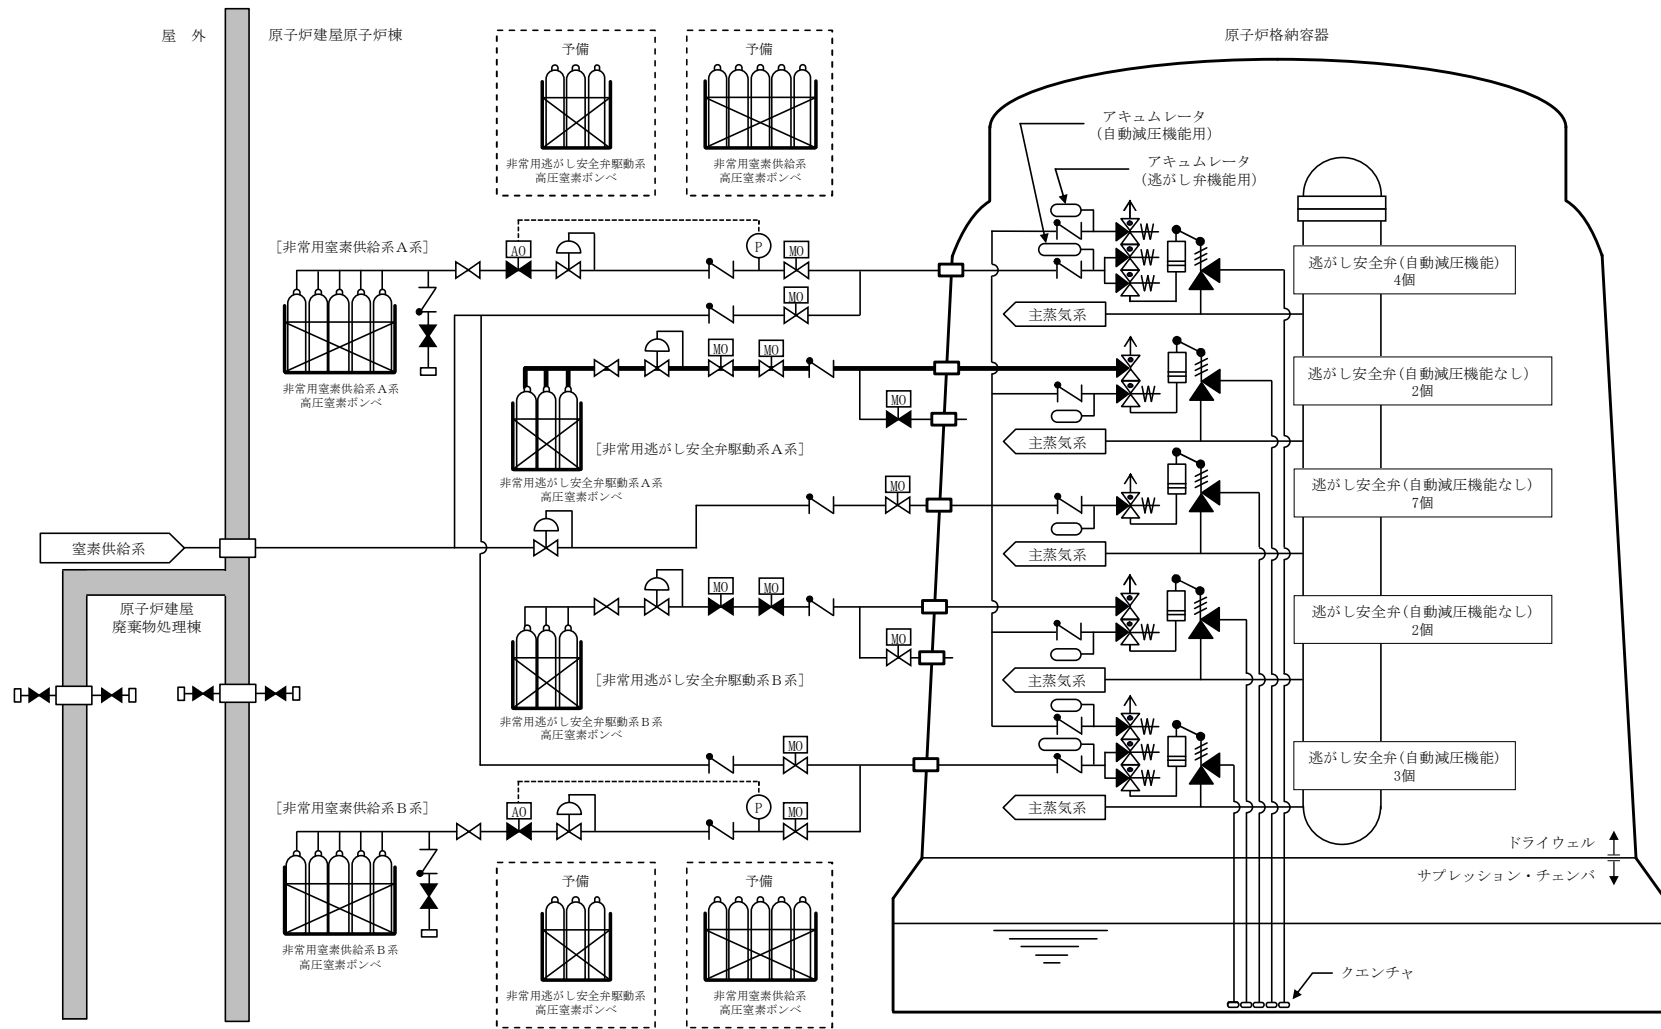 屋 外
原子炉建屋原子炉棟
予備
非常用逃がし安全弁駆動系
高圧窒素ボンベ
予備
非常用窒素供給系
高圧窒素ボンベ
原子炉格納容器
アキュムレータ
(自動減圧機能用)
アキュムレータ
(逃がし弁機能用)
[非常用窒素供給系A系]
AO
P
MO
MO
非常用窒素供給系A系
高圧窒素ボンベ
逃がし安全弁(自動減圧機能)
4個
主蒸気系
MO
MO
MO
[非常用逃がし安全弁駆動系A系]
非常用逃がし安全弁駆動系A系
高圧窒素ボンベ
逃がし安全弁(自動減圧機能なし)
2個
主蒸気系
MO
逃がし安全弁(自動減圧機能なし)
7個
主蒸気系
窒素供給系
原子炉建屋
廃棄物処理棟
MO
MO
MO
[非常用逃がし安全弁駆動系B系]
非常用逃がし安全弁駆動系B系
高圧窒素ボンベ
逃がし安全弁(自動減圧機能なし)
2個
主蒸気系
MO
逃がし安全弁(自動減圧機能)
3個
主蒸気系
[非常用窒素供給系B系]
AO
P
MO
非常用窒素供給系B系
高圧窒素ボンベ
予備
非常用逃がし安全弁駆動系
高圧窒素ボンベ
予備
非常用窒素供給系
高圧窒素ボンベ
ドライウェル
サプレッション・チェンバ
クエンチャ